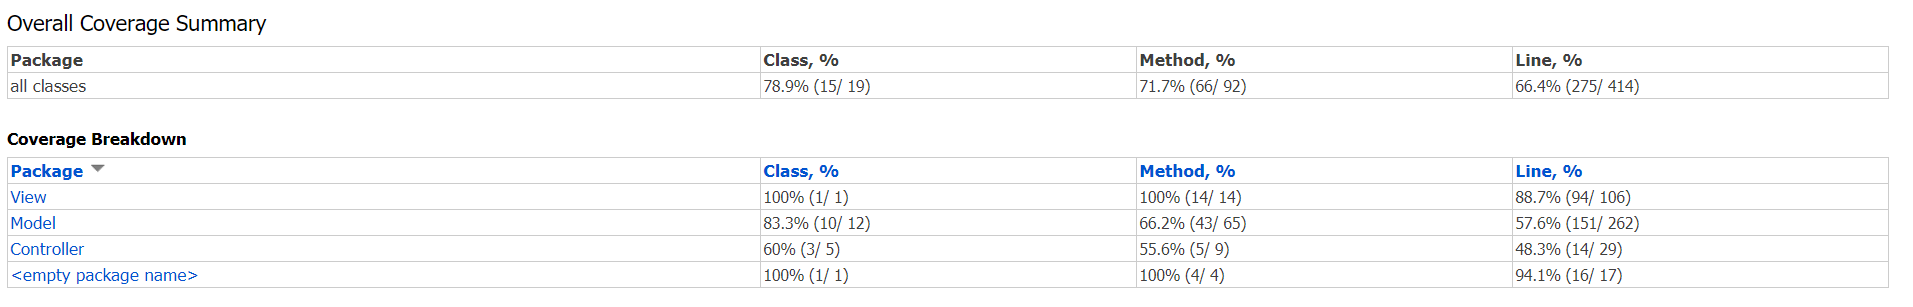 Overall Coverage Summary
Package Class, % Method, % Line, %
all classes 78.9% (15/ 19) 71.7% (66/ 92) 66.4% (275/ 414)
Coverage Breakdown
Package Class, % Method, % Line, %
View 100% (1/ 1) 100% (14/ 14) 88.7% (94/ 106)
Model 83.3% (10/ 12) 66.2% (43/ 65) 57.6% (151/ 262)
Controller 60% (3/ 5) 55.6% (5/ 9) 48.3% (14/ 29)
<empty package name> 100% (1/ 1) 100% (4/ 4) 94.1% (16/ 17)